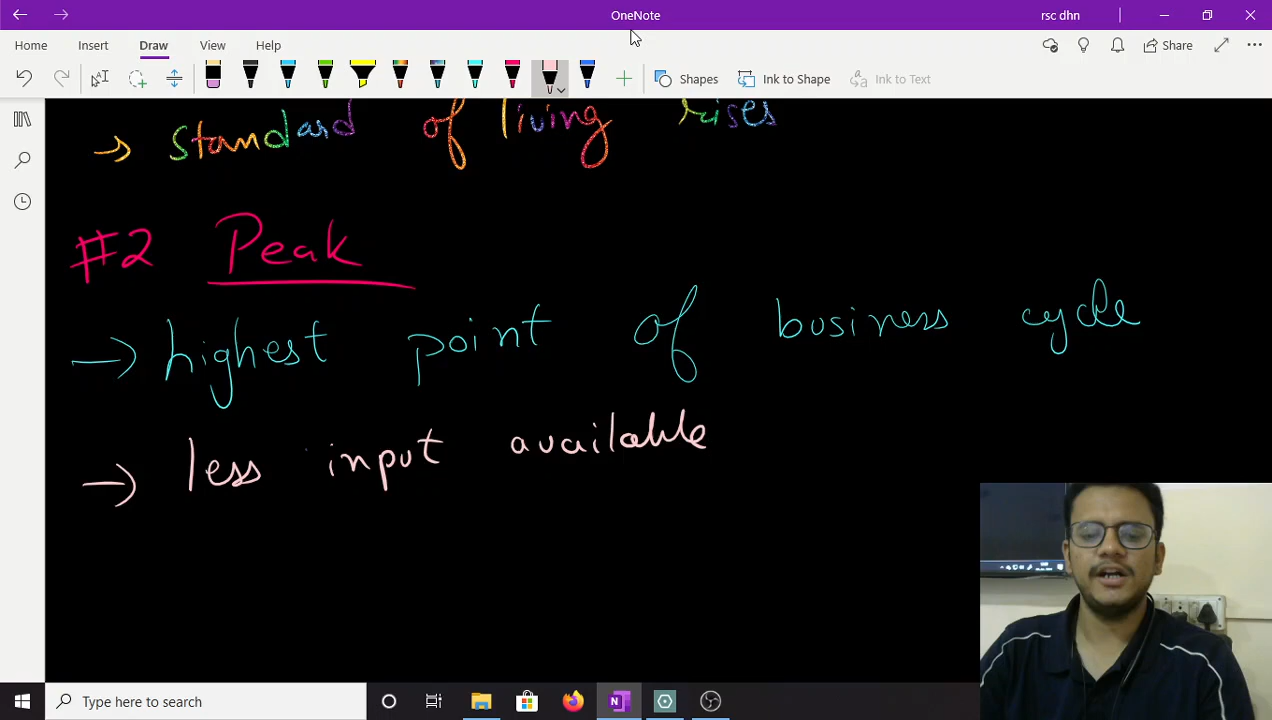 OneNote
rsc dhn
Home Insert Draw View Help
Share
Shapes Ink to Shape Ink to Text
→ standard of living rises
#2 Peak
→ highest point of business cycle
→ less input available
Type here to search